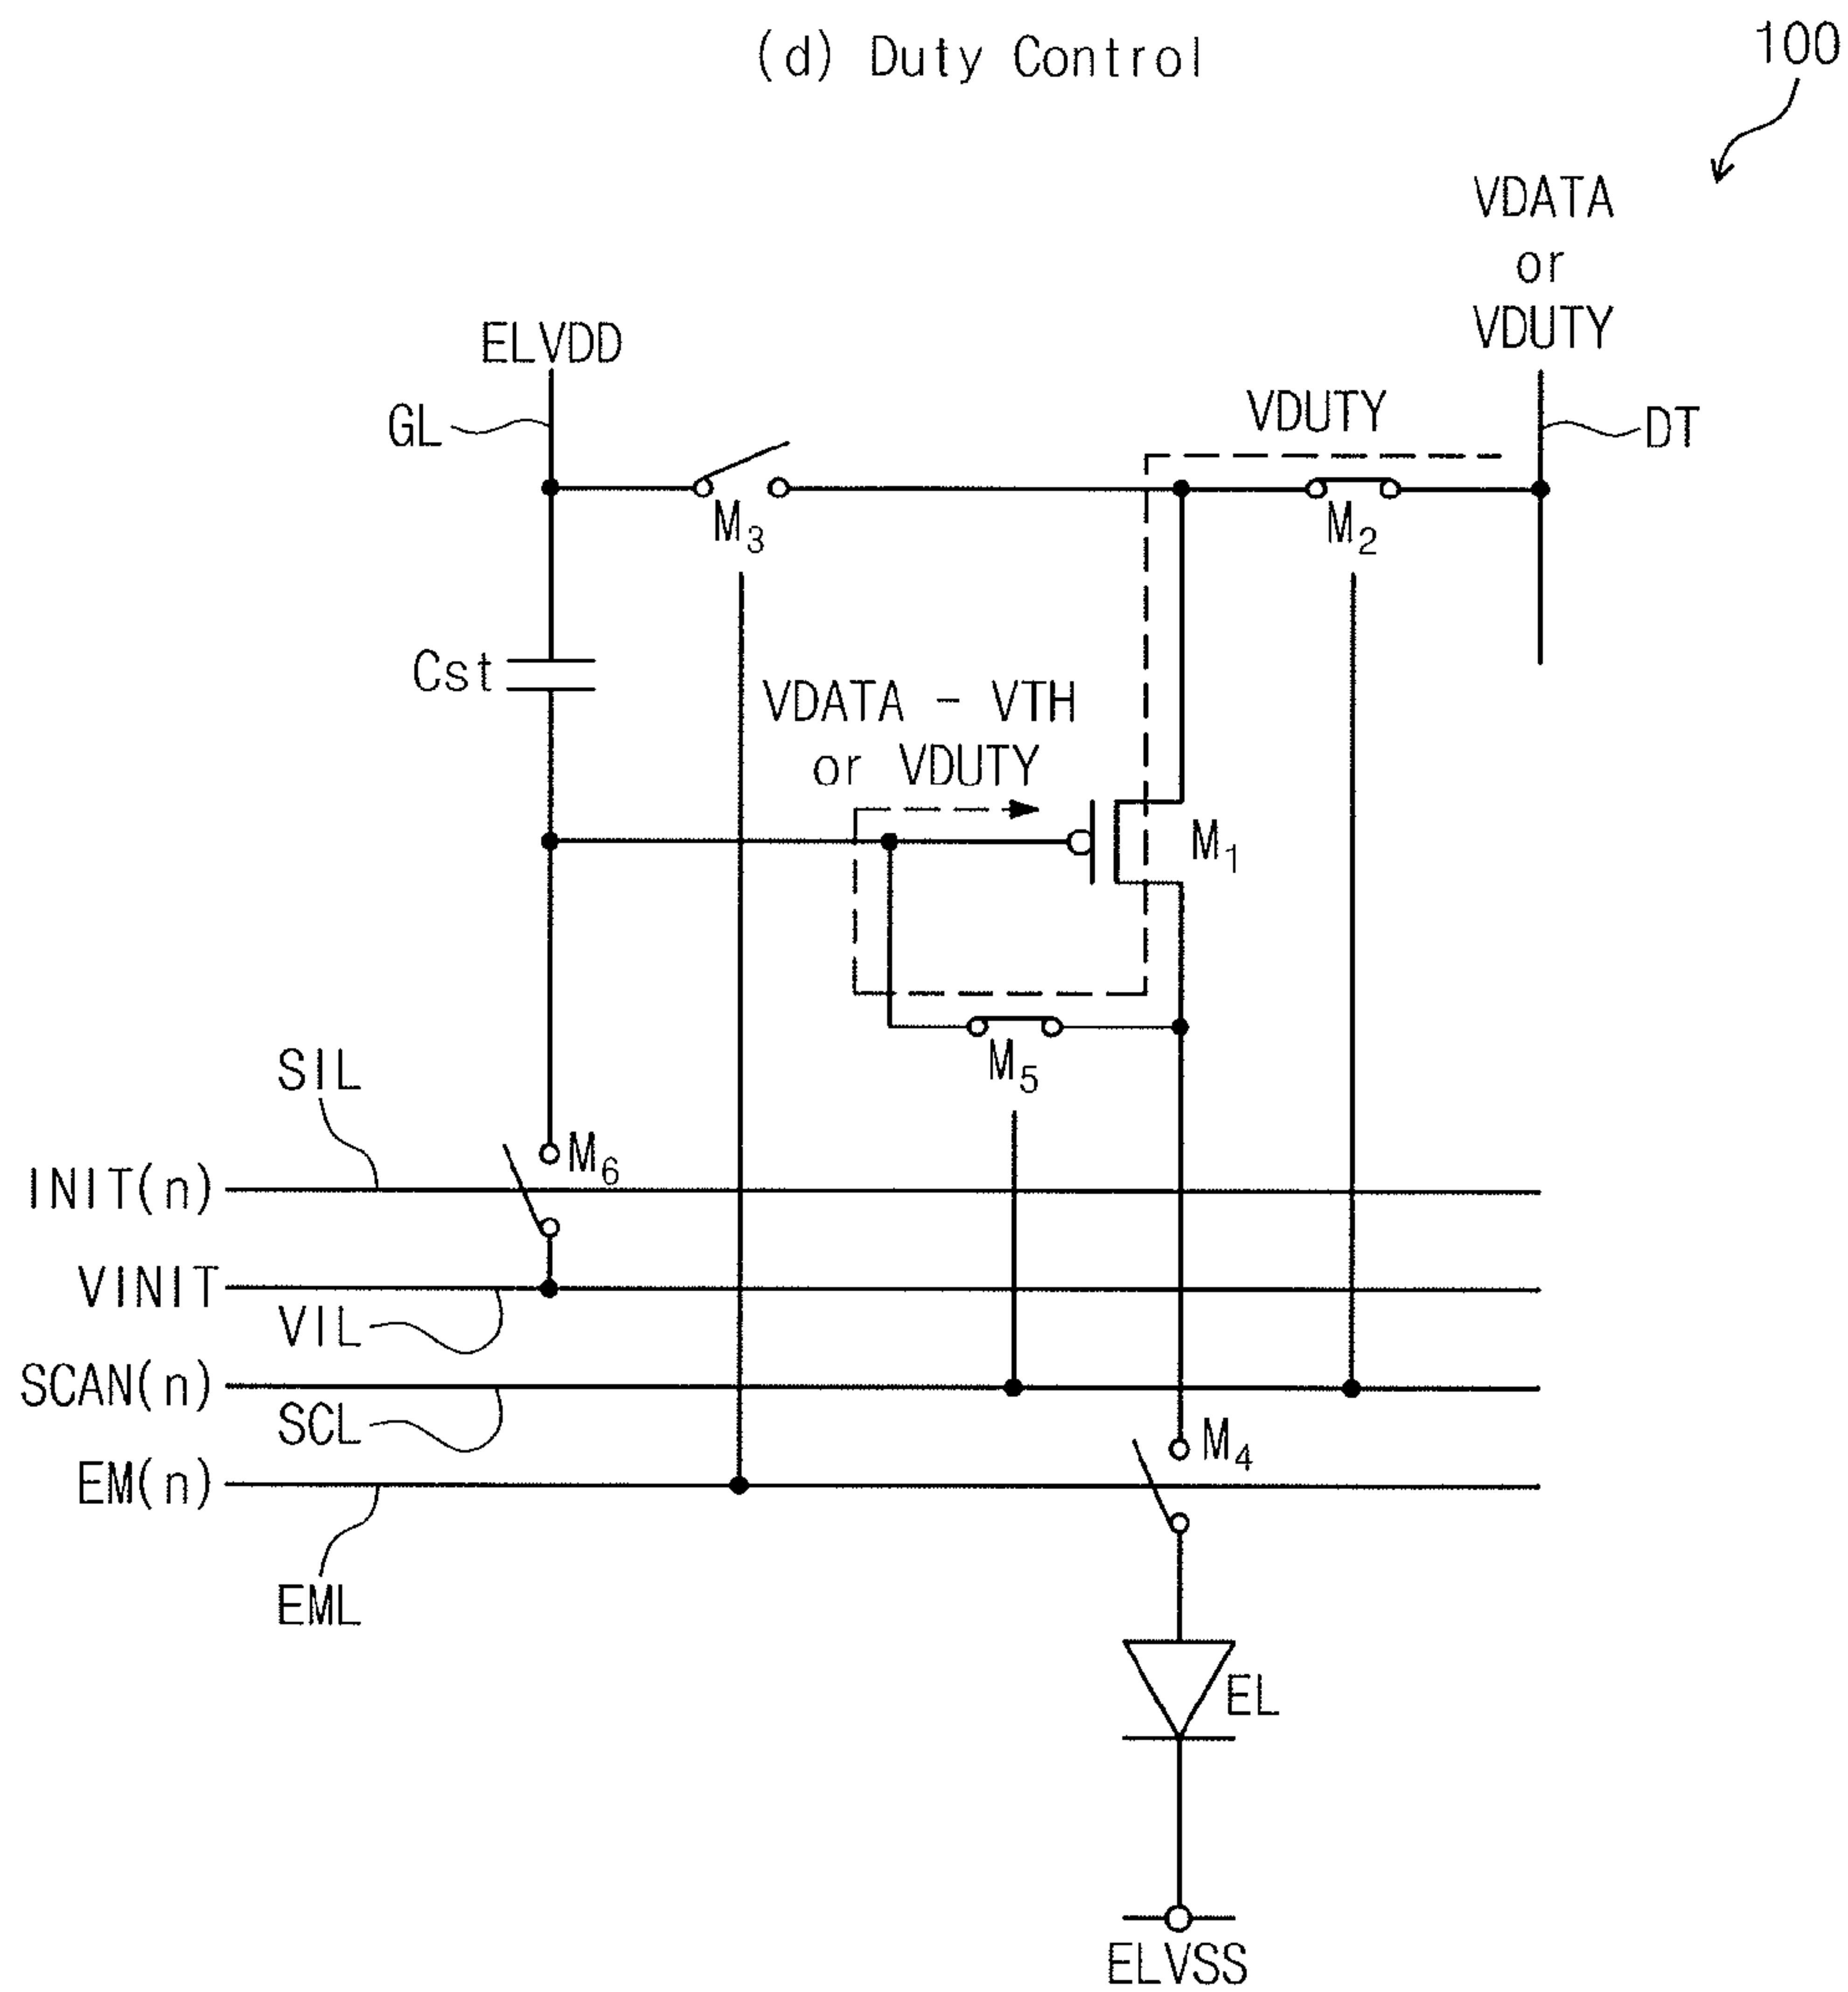 (d) Duty Control
100
VDATA
or
VDUTY
ELVDD
GL
VDUTY
DT
M3
M2
Cst
VDATA - VTH
or VDUTY
M1
M5
SIL
M6
INIT(n)
VINIT
VIL
SCAN(n)
SCL
M4
EM(n)
EML
EL
ELVSS